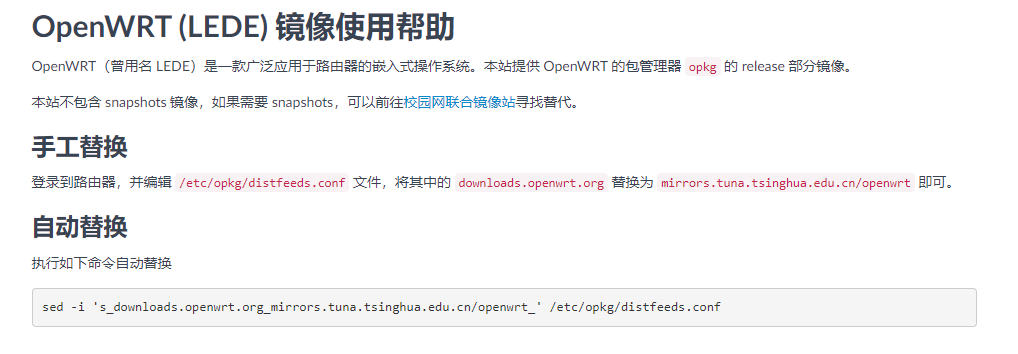 OpenWRT (LEDE) 镜像使用帮助
OpenWRT（曾用名 LEDE）是一款广泛应用于路由器的嵌入式操作系统。本站提供 OpenWRT 的包管理器 opkg 的 release 部分镜像。
本站不包含 snapshots 镜像，如果需要 snapshots，可以前往校园网联合镜像站寻找替代。
手工替换
登录到路由器，并编辑 /etc/opkg/distfeeds.conf 文件，将其中的 downloads.openwrt.org 替换为 mirrors.tuna.tsinghua.edu.cn/openwrt 即可。
自动替换
执行如下命令自动替换
sed -i 's_downloads.openwrt.org_mirrors.tuna.tsinghua.edu.cn/openwrt_' /etc/opkg/distfeeds.conf